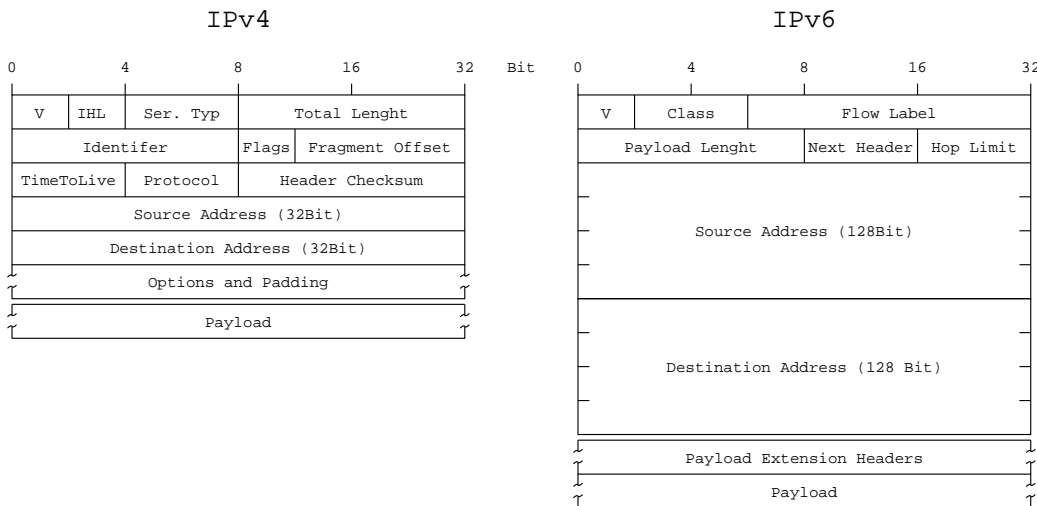 IPv4
0 4 8 16 32 Bit
V IHL Ser. Typ Total Lenght
Identifer Flags Fragment Offset
TimeToLive Protocol Header Checksum
Source Address (32Bit)
Destination Address (32Bit)
Options and Padding
Payload
IPv6
0 4 8 16 32
V Class Flow Label
Payload Lenght Next Header Hop Limit
Source Address (128Bit)
Destination Address (128 Bit)
Payload Extension Headers
Payload